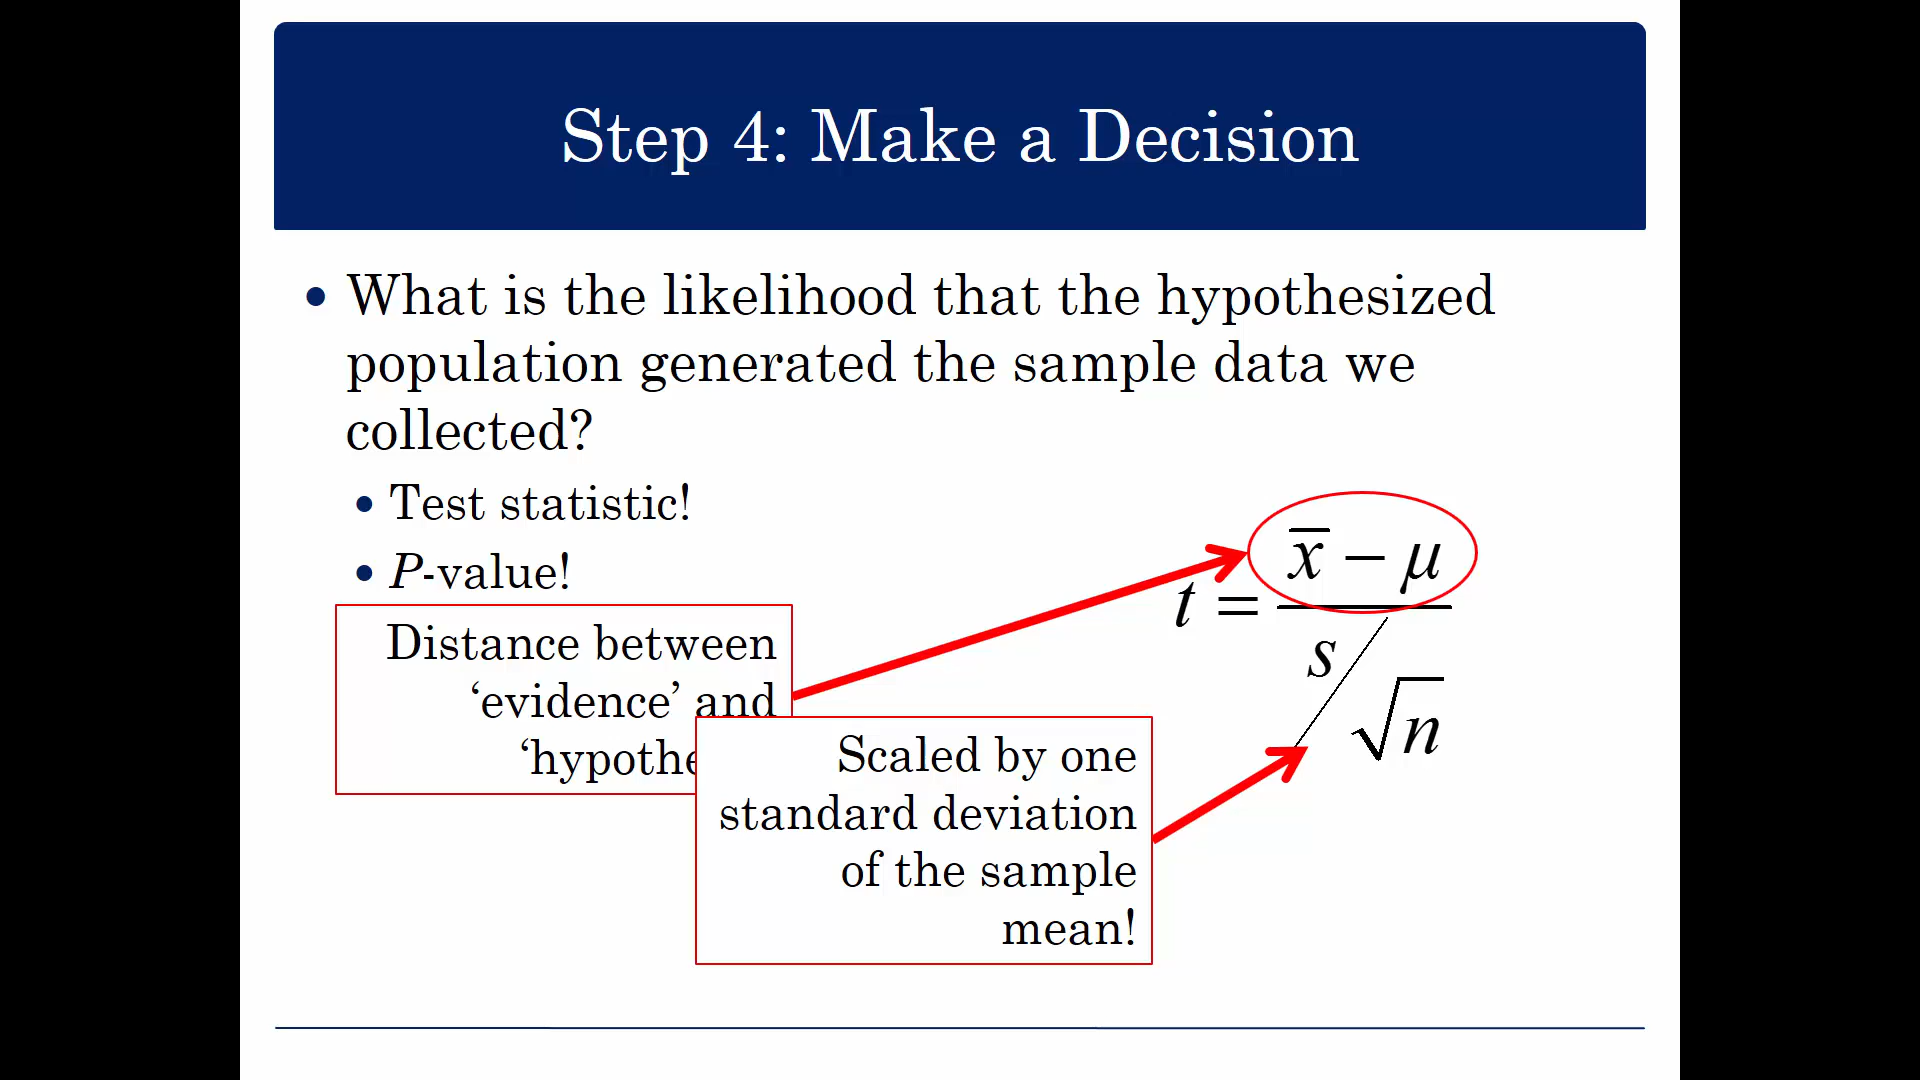 Step 4: Make a Decision
• What is the likelihood that the hypothesized
population generated the sample data we
collected?
• Test statistic!
• P-value!
Distance between
‘evidence’ and
Scaled by one
standard deviation
of the sample
mean!
t = (x̄ − μ) / (s / √n)